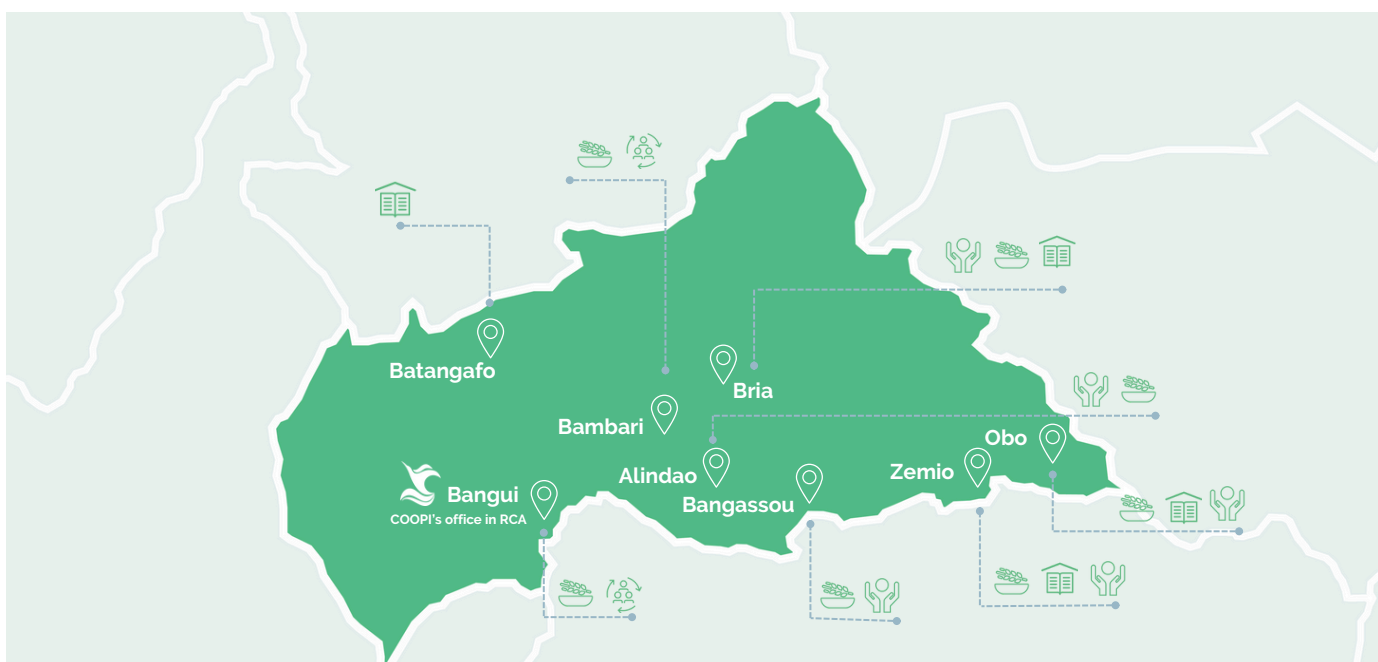 Batangafo
Bria
Bambari
Obo
Alindao
Zemio
Bangui
Bangassou
COOPI's office in RCA